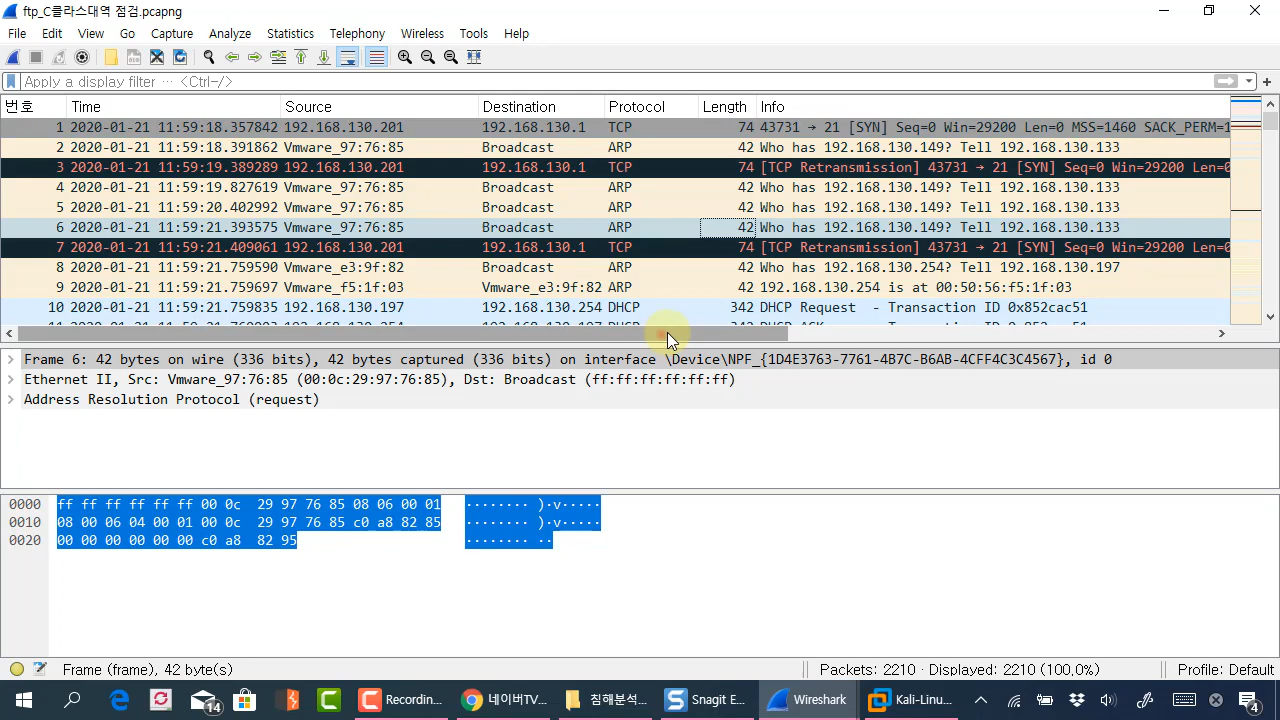 ftp_C클라스대역 점검.pcapng
File Edit View Go Capture Analyze Statistics Telephony Wireless Tools Help
Apply a display filter … <Ctrl-/>
번호 Time Source Destination Protocol Length Info
1 2020-01-21 11:59:18.357842 192.168.130.201 192.168.130.1 TCP 74 43731 → 21 [SYN] Seq=0 Win=29200 Len=0 MSS=1460 SACK_PERM=1
2 2020-01-21 11:59:18.391862 Vmware_97:76:85 Broadcast ARP 42 Who has 192.168.130.149? Tell 192.168.130.133
3 2020-01-21 11:59:19.389289 192.168.130.201 192.168.130.1 TCP 74 [TCP Retransmission] 43731 → 21 [SYN] Seq=0 Win=29200 Len=0
4 2020-01-21 11:59:19.827619 Vmware_97:76:85 Broadcast ARP 42 Who has 192.168.130.149? Tell 192.168.130.133
5 2020-01-21 11:59:20.402992 Vmware_97:76:85 Broadcast ARP 42 Who has 192.168.130.149? Tell 192.168.130.133
6 2020-01-21 11:59:21.393575 Vmware_97:76:85 Broadcast ARP 42 Who has 192.168.130.149? Tell 192.168.130.133
7 2020-01-21 11:59:21.409061 192.168.130.201 192.168.130.1 TCP 74 [TCP Retransmission] 43731 → 21 [SYN] Seq=0 Win=29200 Len=0
8 2020-01-21 11:59:21.759590 Vmware_e3:9f:82 Broadcast ARP 42 Who has 192.168.130.254? Tell 192.168.130.197
9 2020-01-21 11:59:21.759697 Vmware_f5:1f:03 Vmware_e3:9f:82 ARP 42 192.168.130.254 is at 00:50:56:f5:1f:03
10 2020-01-21 11:59:21.759835 192.168.130.197 192.168.130.254 DHCP 342 DHCP Request - Transaction ID 0x852cac51
Frame 6: 42 bytes on wire (336 bits), 42 bytes captured (336 bits) on interface \Device\NPF_{1D4E3763-7761-4B7C-B6AB-4CFF4C3C4567}, id 0
Ethernet II, Src: Vmware_97:76:85 (00:0c:29:97:76:85), Dst: Broadcast (ff:ff:ff:ff:ff:ff)
Address Resolution Protocol (request)
0000 ff ff ff ff ff ff 00 0c 29 97 76 85 08 06 00 01 ········ )·v·····
0010 08 00 06 04 00 01 00 0c 29 97 76 85 c0 a8 82 85 ········ )·v·····
0020 00 00 00 00 00 00 c0 a8 82 95 ········ ··
Frame (frame), 42 byte(s) Packets: 2210 · Displayed: 2210 (100.0%) Profile: Default
14 Recordin... 네이버TV... 침해분석... Snagit E... Wireshark Kali-Linu... 4